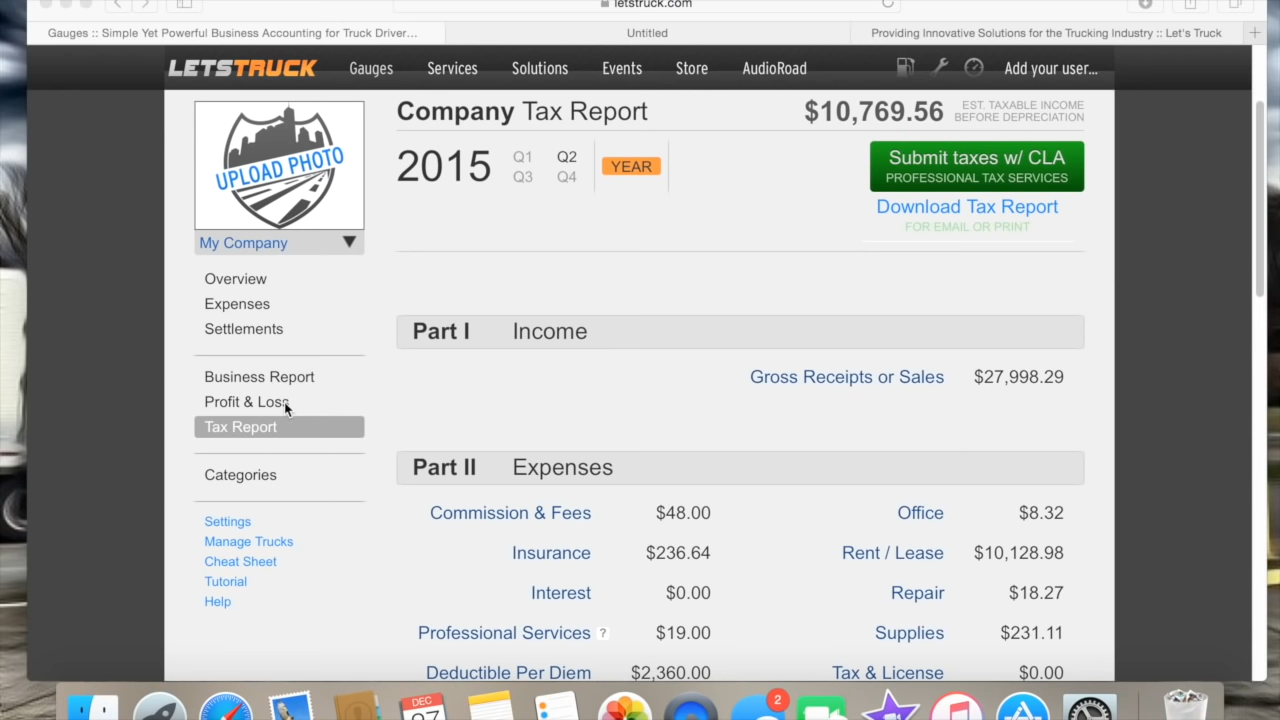 letstruck.com
Gauges :: Simple Yet Powerful Business Accounting for Truck Driver...
Untitled
Providing Innovative Solutions for the Trucking Industry :: Let's Truck
LETSTRUCK
Gauges
Services
Solutions
Events
Store
AudioRoad
Add your user...
UPLOAD PHOTO
My Company
Overview
Expenses
Settlements
Business Report
Profit & Loss
Tax Report
Categories
Settings
Manage Trucks
Cheat Sheet
Tutorial
Help
Company Tax Report
$10,769.56
EST. TAXABLE INCOME
BEFORE DEPRECIATION
2015
Q1 Q2
Q3 Q4
YEAR
Submit taxes w/ CLA
PROFESSIONAL TAX SERVICES
Download Tax Report
FOR EMAIL OR PRINT
Part I Income
Gross Receipts or Sales $27,998.29
Part II Expenses
Commission & Fees $48.00
Office $8.32
Insurance $236.64
Rent / Lease $10,128.98
Interest $0.00
Repair $18.27
Professional Services ? $19.00
Supplies $231.11
Deductible Per Diem $2,360.00
Tax & License $0.00
DEC
2